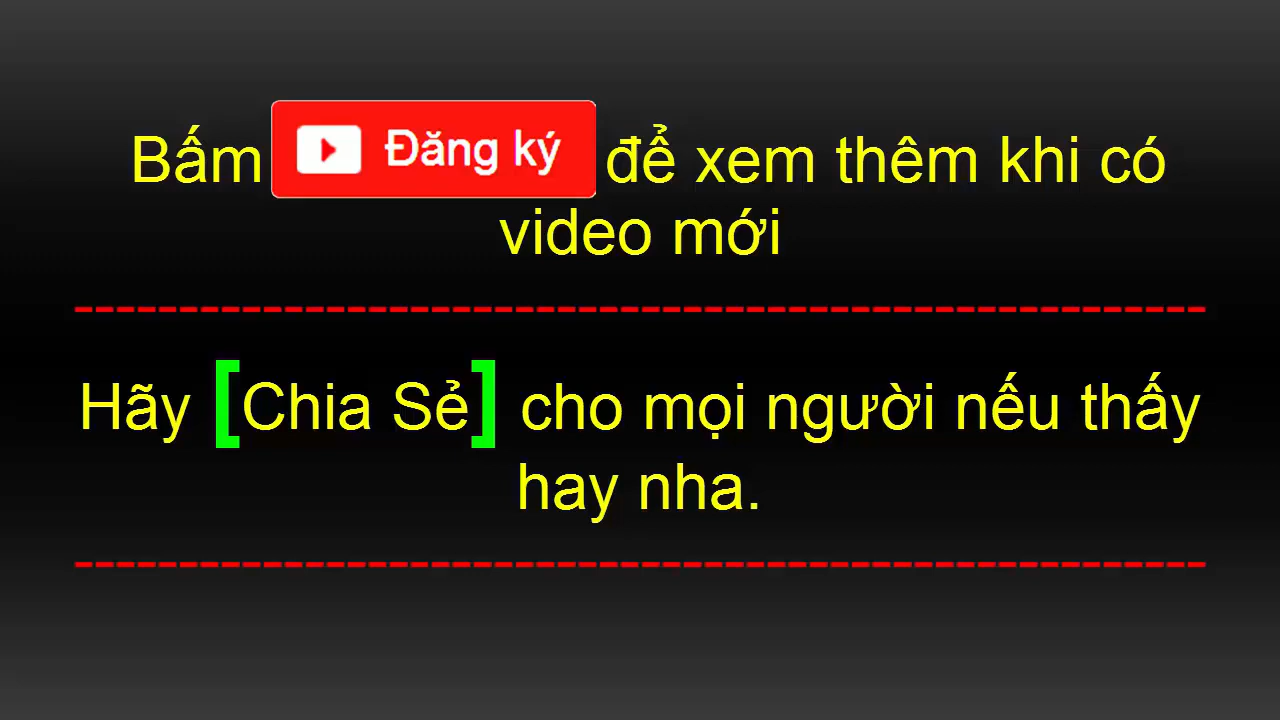 Bấm Đăng ký để xem thêm khi có
video mới
--------------------------------------------------------
Hãy [Chia Sẻ] cho mọi người nếu thấy
hay nha.
--------------------------------------------------------